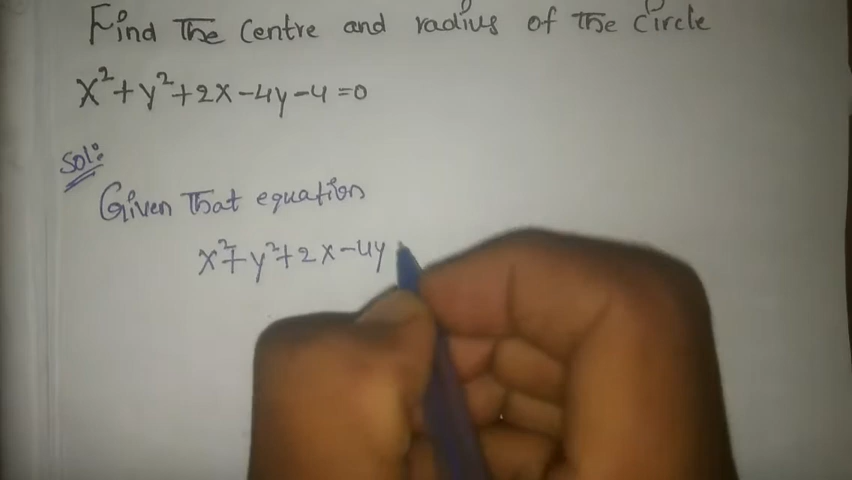 Find The Centre and radius of the circle
x²+y²+2x-4y-4=0
Sol:
Given That equation
x²+y²+2x-4y